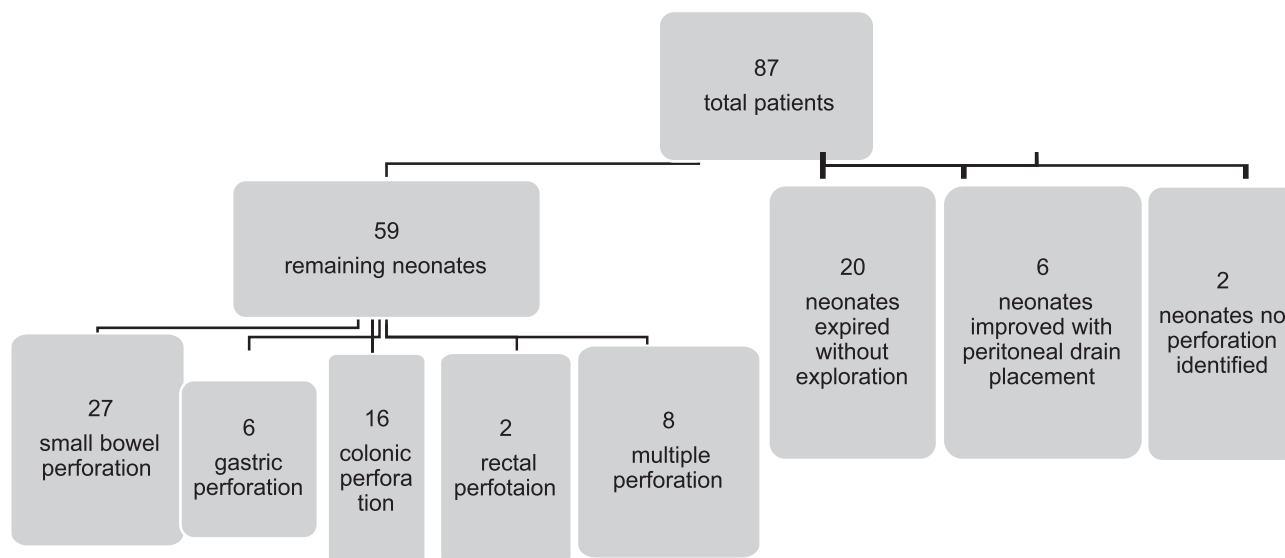 87
total patients
59
remaining neonates
20
neonates
expired
without
exploration
6
neonates
improved with
peritoneal drain
placement
2
neonates no
perforation
identified
27
small bowel
perforation
6
gastric
perforation
16
colonic
perfora
tion
2
rectal
perfotaion
8
multiple
perforation